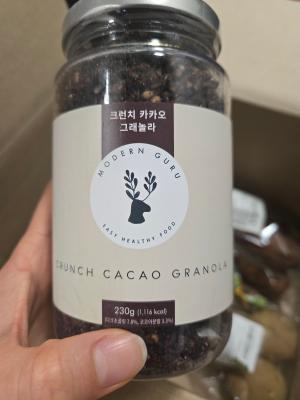 크런치 카카오
그래놀라
MODERN GURU
EASY HEALTHY FOOD
CRUNCH CACAO GRANOLA
230g (1,116 kcal)